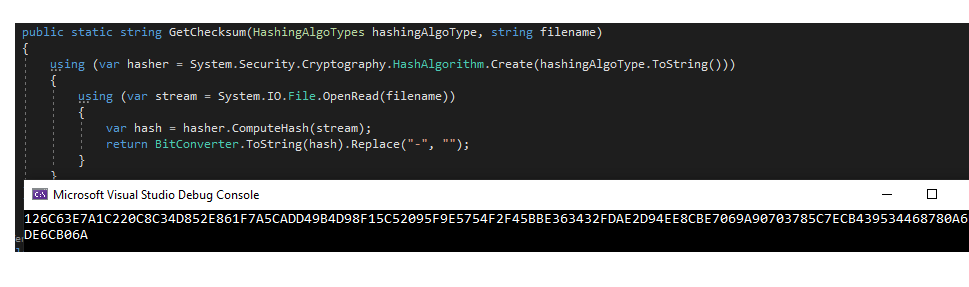 public static string GetChecksum(HashingAlgoTypes hashingAlgoType, string filename)
{
using (var hasher = System.Security.Cryptography.HashAlgorithm.Create(hashingAlgoType.ToString()))
{
using (var stream = System.IO.File.OpenRead(filename))
{
var hash = hasher.ComputeHash(stream);
return BitConverter.ToString(hash).Replace("-", "");
}
}
C:\ Microsoft Visual Studio Debug Console
126C63E7A1C220C8C34D852E861F7A5CADD49B4D98F15C52095F9E5754F2F45BBE363432FDAE2D94EE8CBE7069A90703785C7ECB439534468780A6
DE6CB06A